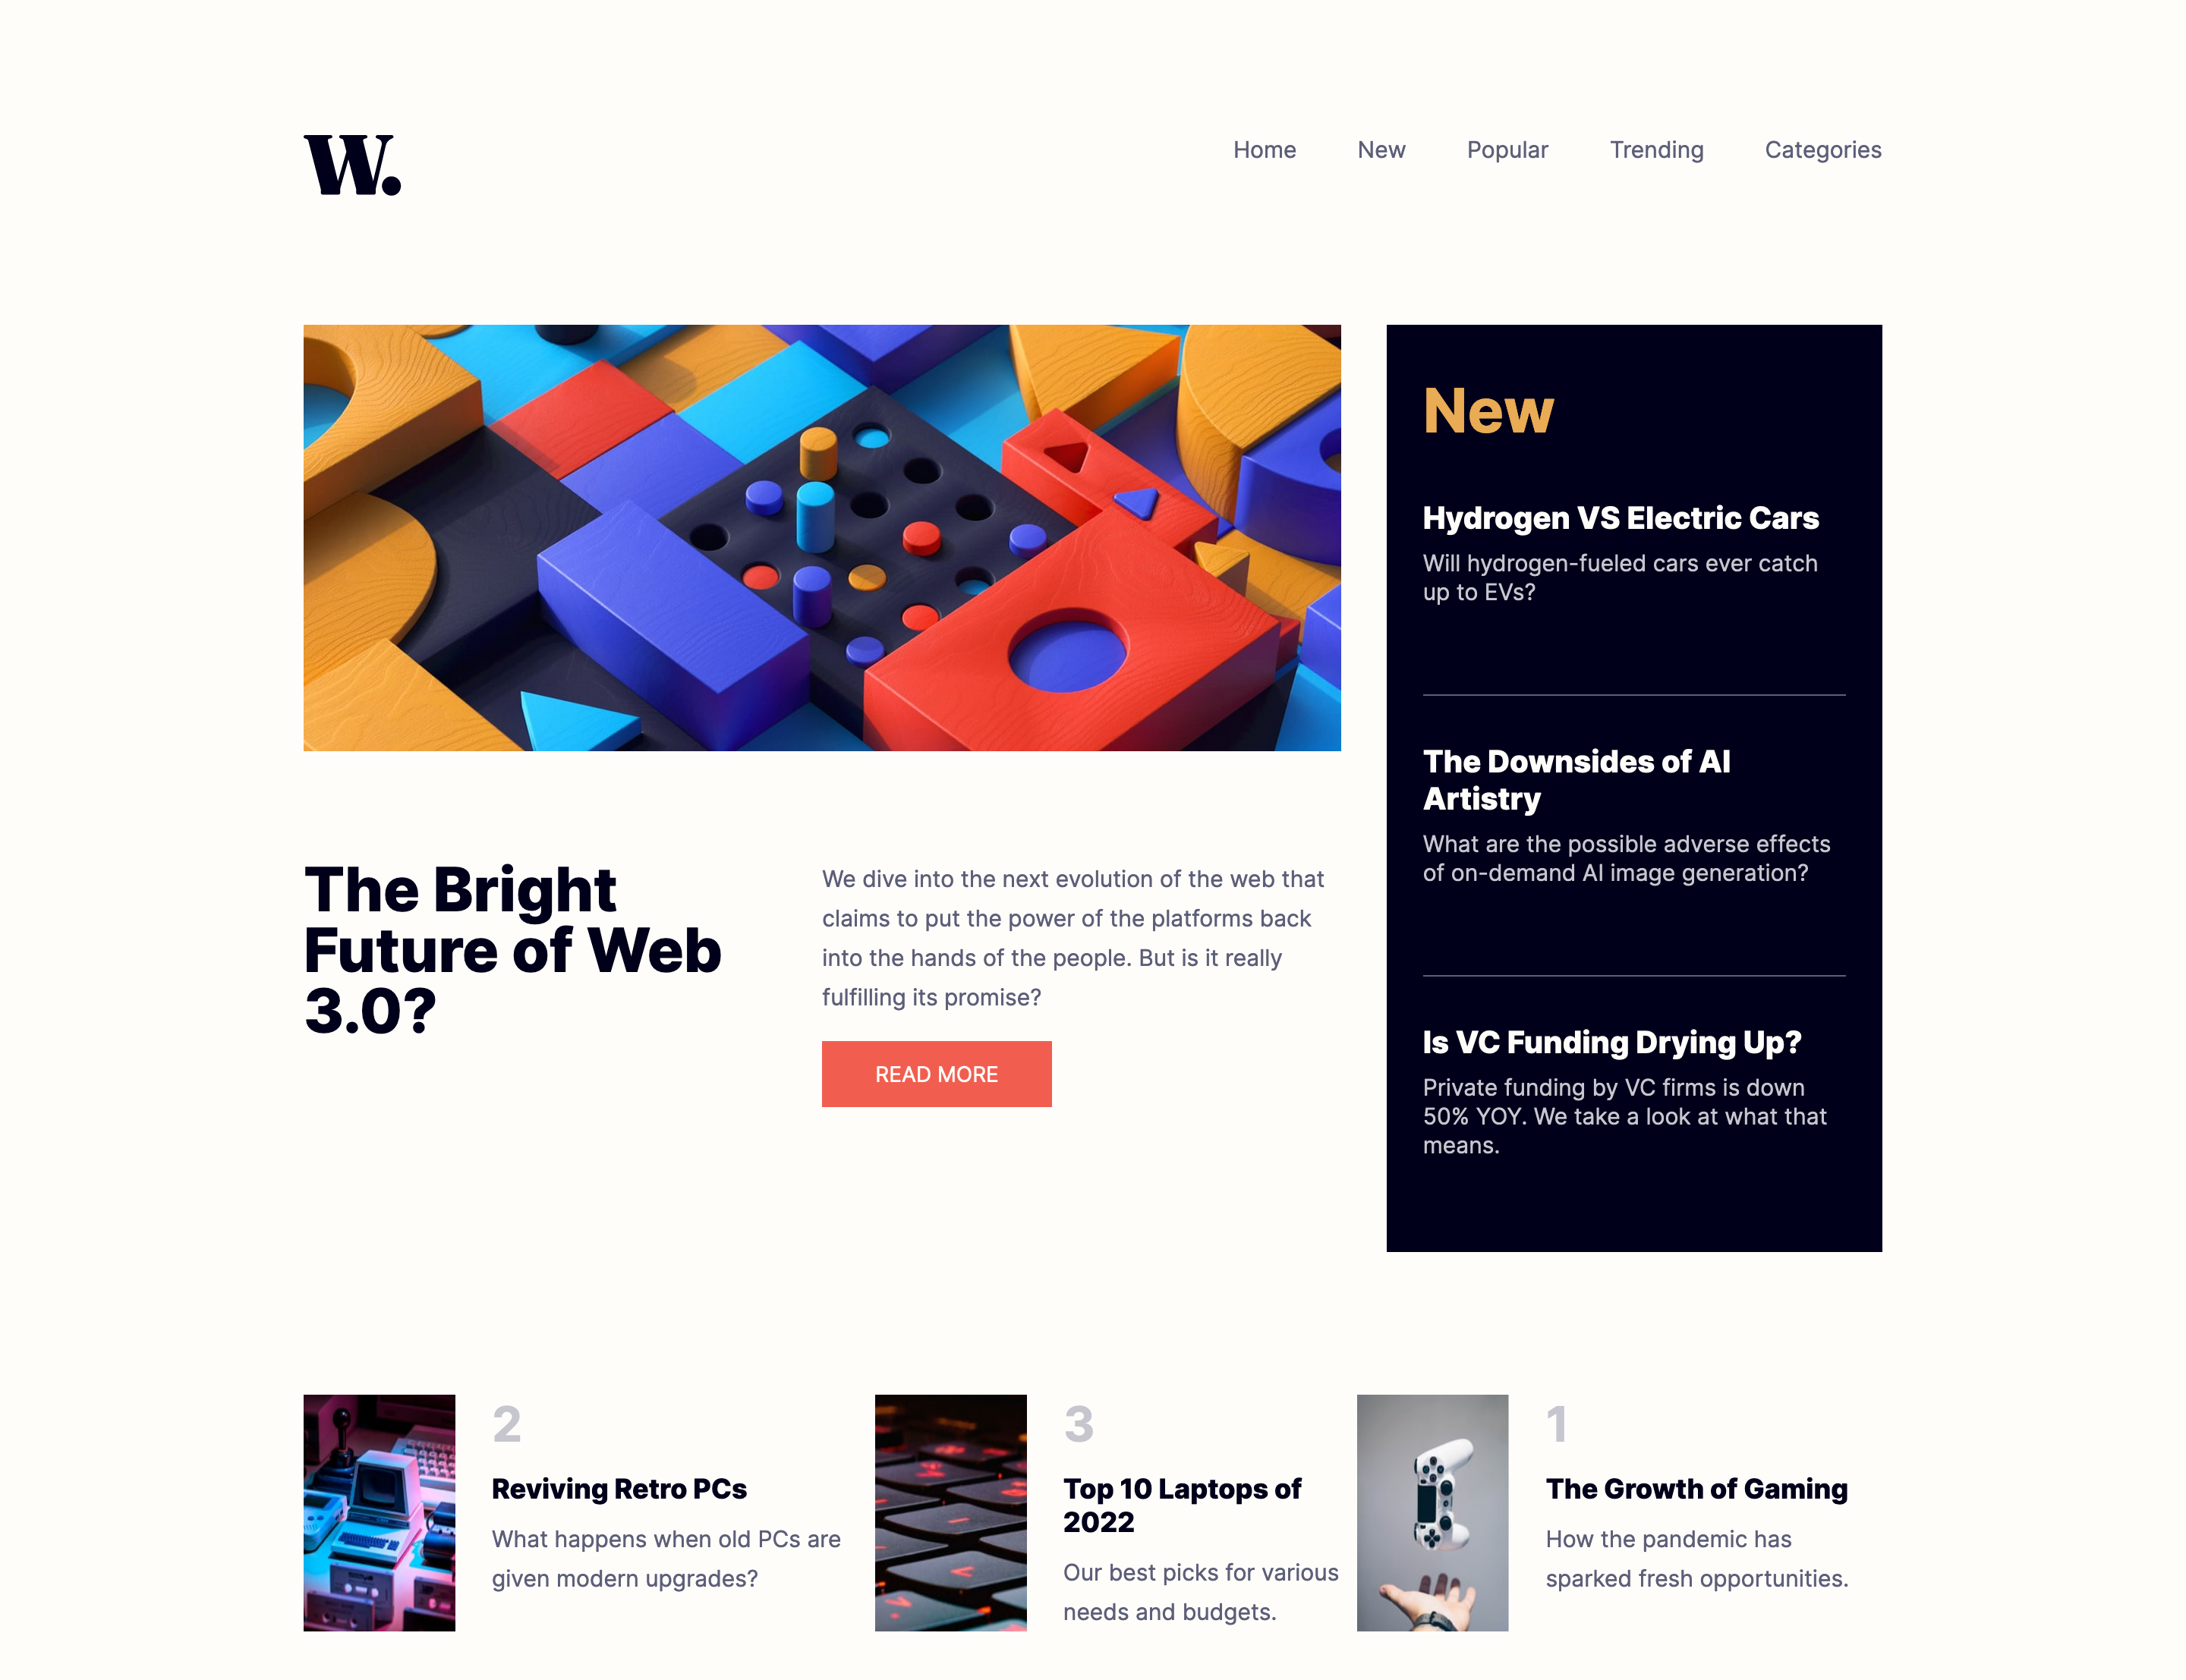 W.
Home New Popular Trending Categories
New
Hydrogen VS Electric Cars
Will hydrogen-fueled cars ever catch
up to EVs?
The Downsides of AI
Artistry
What are the possible adverse effects
of on-demand AI image generation?
Is VC Funding Drying Up?
Private funding by VC firms is down
50% YOY. We take a look at what that
means.
The Bright
Future of Web
3.0?
We dive into the next evolution of the web that
claims to put the power of the platforms back
into the hands of the people. But is it really
fulfilling its promise?
READ MORE
2
Reviving Retro PCs
What happens when old PCs are
given modern upgrades?
3
Top 10 Laptops of
2022
Our best picks for various
needs and budgets.
1
The Growth of Gaming
How the pandemic has
sparked fresh opportunities.